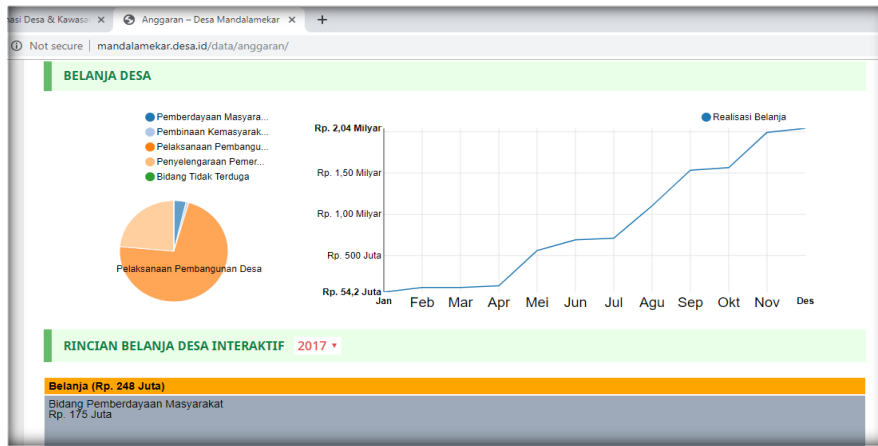 nasi Desa & Kawasa
Anggaran – Desa Mandalamekar
Not secure | mandalamekar.desa.id/data/anggaran/
BELANJA DESA
Pemberdayaan Masyara...
Pembinaan Kemasyarak...
Pelaksanaan Pembangu...
Penyelengaraan Pemer...
Bidang Tidak Terduga
Pelaksanaan Pembangunan Desa
Realisasi Belanja
Rp. 2,04 Milyar
Rp. 1,50 Milyar
Rp. 1,00 Milyar
Rp. 500 Juta
Rp. 54,2 Juta
Jan Feb Mar Apr Mei Jun Jul Agu Sep Okt Nov Des
RINCIAN BELANJA DESA INTERAKTIF 2017
Belanja (Rp. 248 Juta)
Bidang Pemberdayaan Masyarakat
Rp. 175 Juta